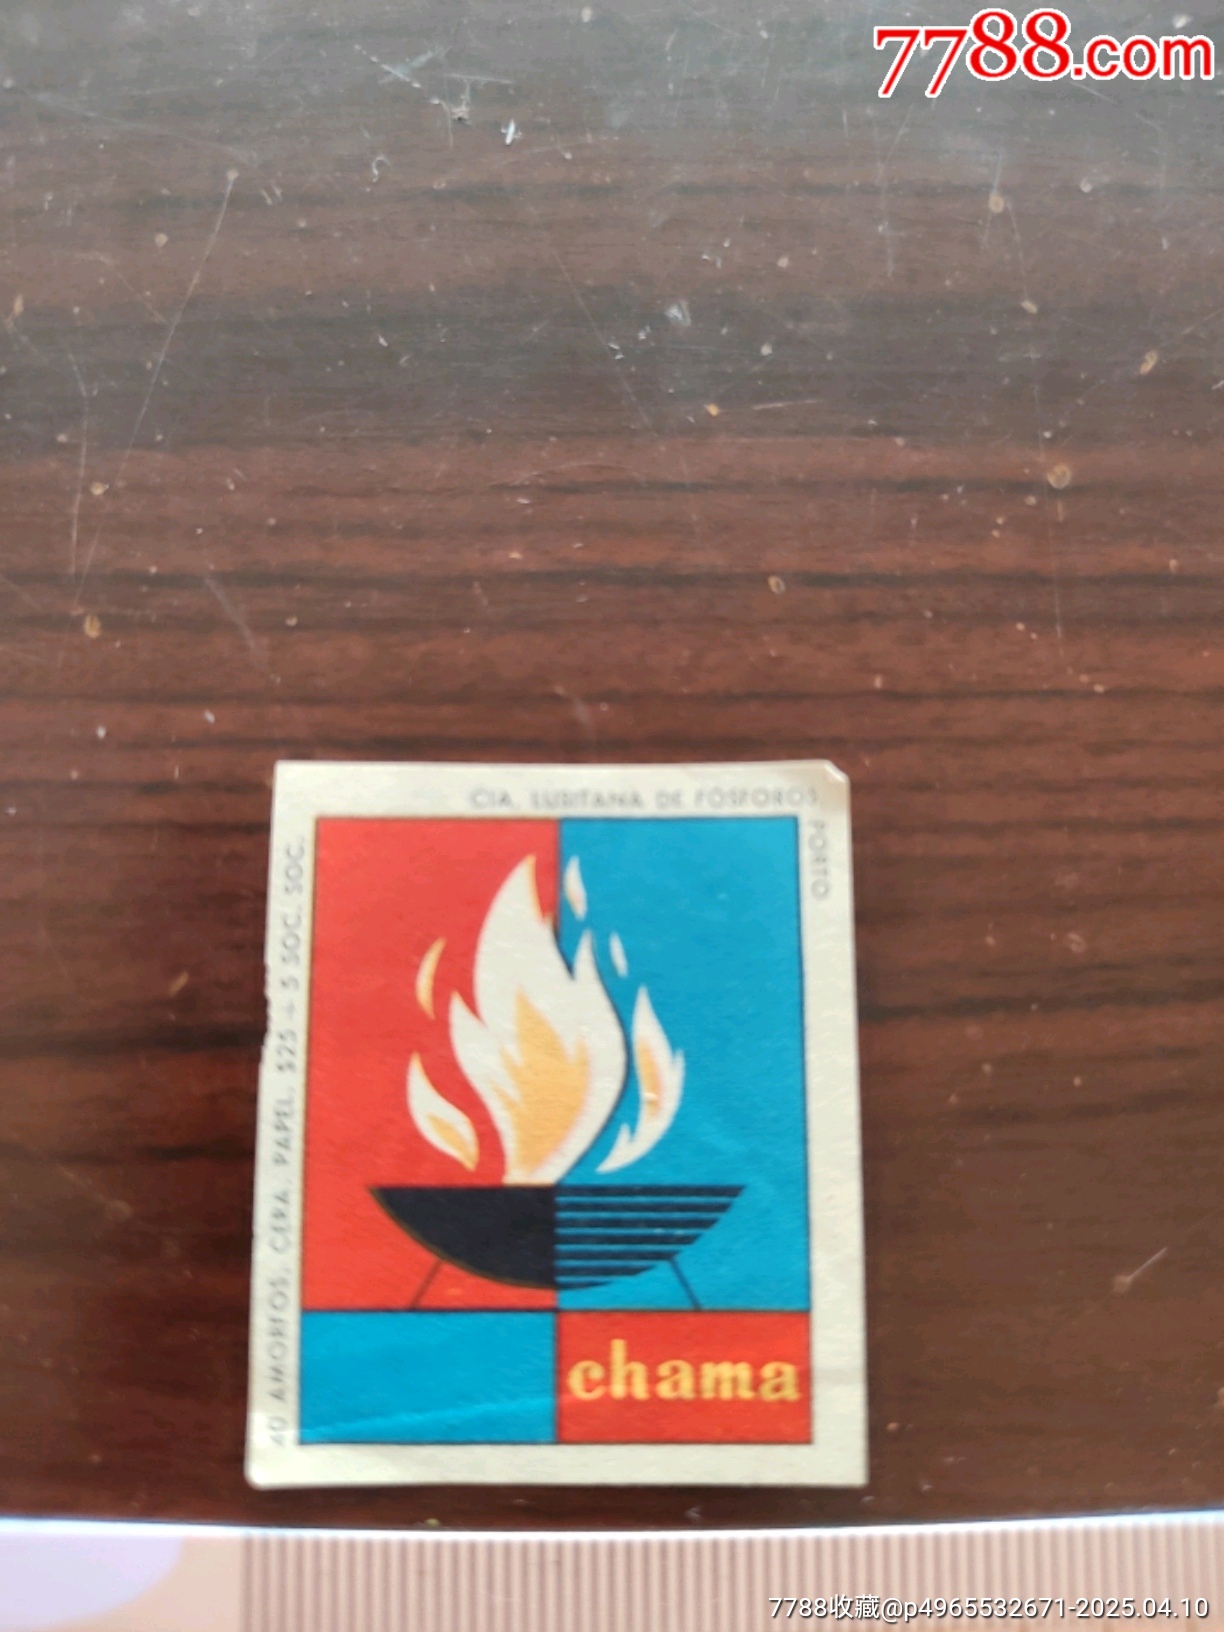 7788.com
CIA. LUSITANA DE FÓSFOROS. PORTO
40 AMORFOS, CERA, PAPEL. $25 + 5 SOC. SOC.
chama
7788收藏@p4965532671-2025.04.10